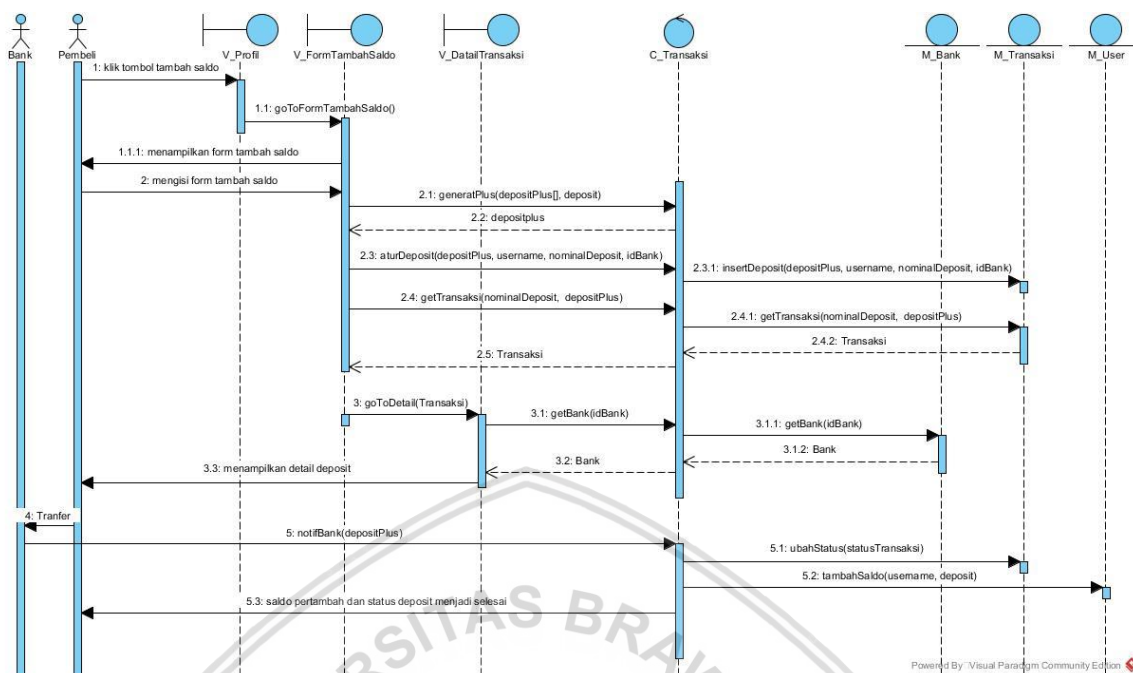 Bank
Pembeli
V_Profil
V_FormTambahSaldo
V_DatailTransaksi
C_Transaksi
M_Bank
M_Transaksi
M_User
1: klik tombol tambah saldo
1.1: goToFormTambahSaldo()
1.1.1: menampilkan form tambah saldo
2: mengisi form tambah saldo
2.1: generatPlus(depositPlus[], deposit)
2.2: depositplus
2.3: aturDeposit(depositPlus, username, nominalDeposit, idBank)
2.3.1: insertDeposit(depositPlus, username, nominalDeposit, idBank)
2.4: getTransaksi(nominalDeposit, depositPlus)
2.4.1: getTransaksi(nominalDeposit, depositPlus)
2.4.2: Transaksi
2.5: Transaksi
3: goToDetail(Transaksi)
3.1: getBank(idBank)
3.1.1: getBank(idBank)
3.1.2: Bank
3.2: Bank
3.3: menampilkan detail deposit
4: Tranfer
5: notifBank(depositPlus)
5.1: ubahStatus(statusTransaksi)
5.2: tambahSaldo(username, deposit)
5.3: saldo pertambah dan status deposit menjadi selesai
RSITAS BRAW
Powered By Visual Paradigm Community Edition